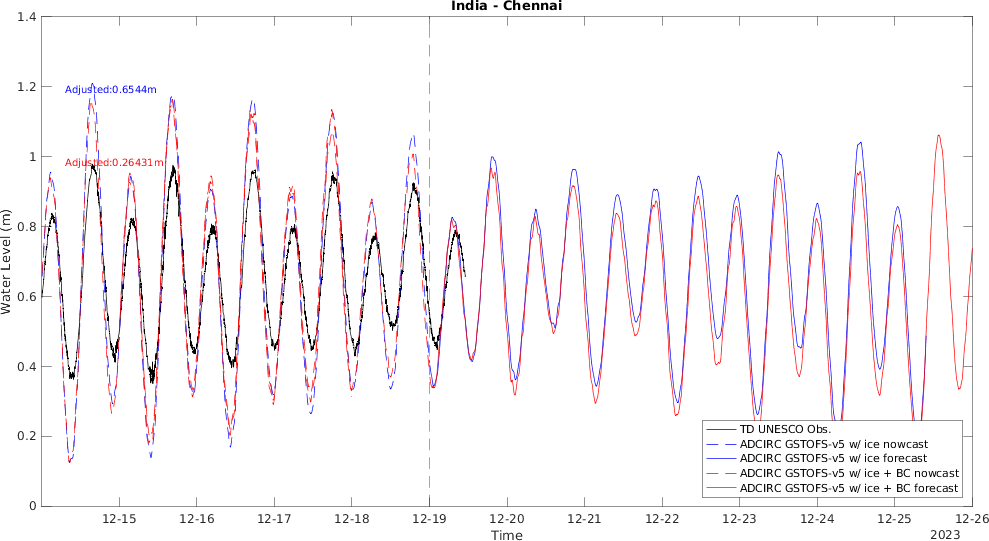 India - Chennai
1.4
1.2
1
0.8
0.6
0.4
0.2
0
Water Level (m)
Adjusted:0.6544m
Adjusted:0.26431m
TD UNESCO Obs.
ADCIRC GSTOFS-v5 w/ ice nowcast
ADCIRC GSTOFS-v5 w/ ice forecast
ADCIRC GSTOFS-v5 w/ ice + BC nowcast
ADCIRC GSTOFS-v5 w/ ice + BC forecast
12-15 12-16 12-17 12-18 12-19 12-20 12-21 12-22 12-23 12-24 12-25 12-26
Time
2023